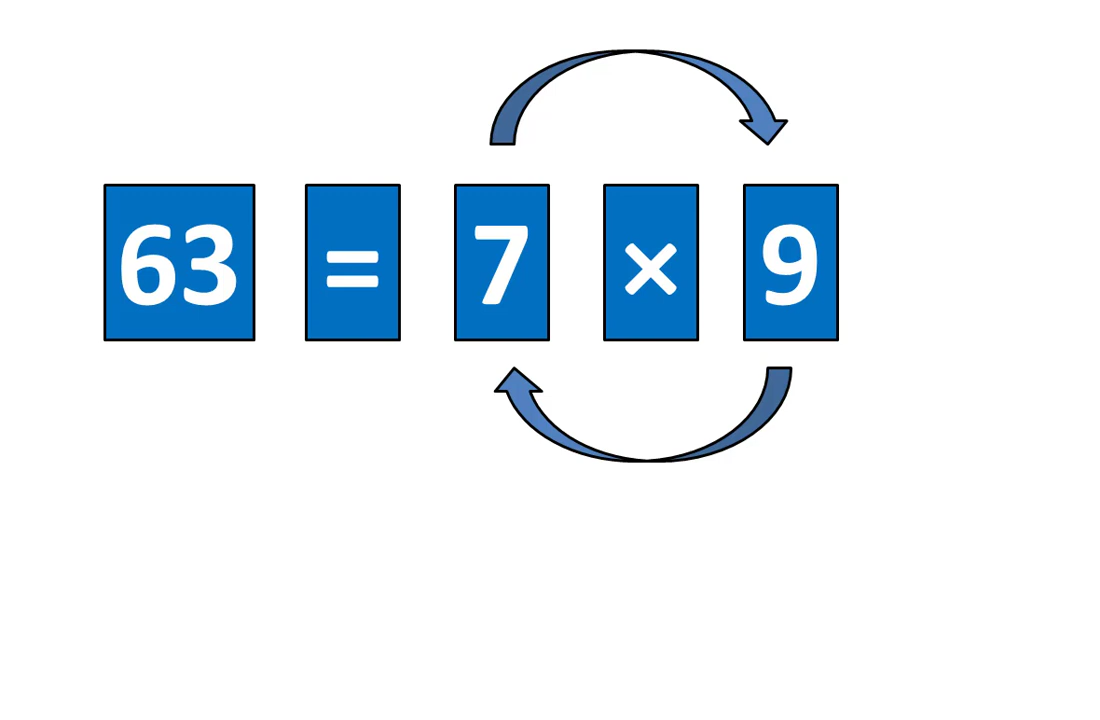 63 = 7 × 9